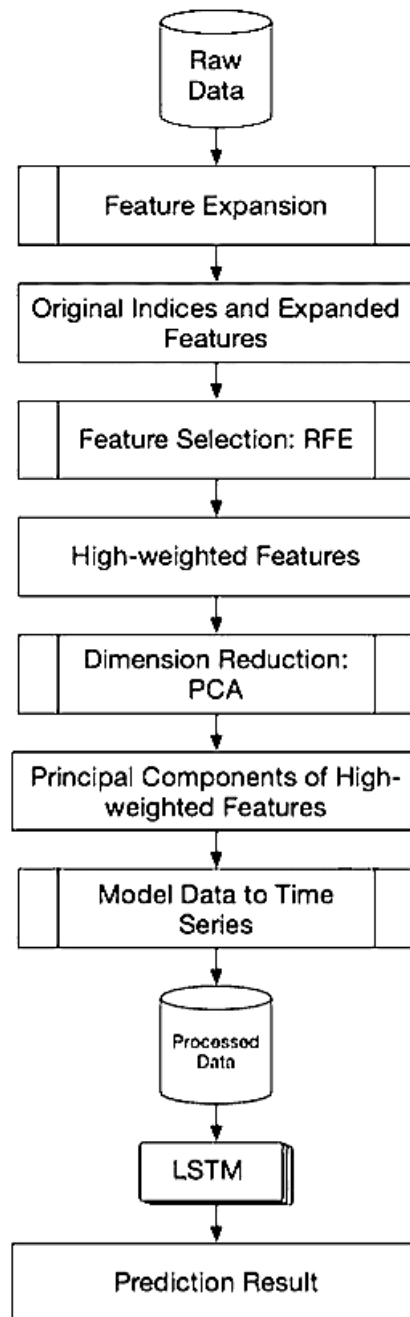 Raw
Data
Feature Expansion
Original Indices and Expanded
Features
Feature Selection: RFE
High-weighted Features
Dimension Reduction:
PCA
Principal Components of High-
weighted Features
Model Data to Time
Series
Processed
Data
LSTM
Prediction Result